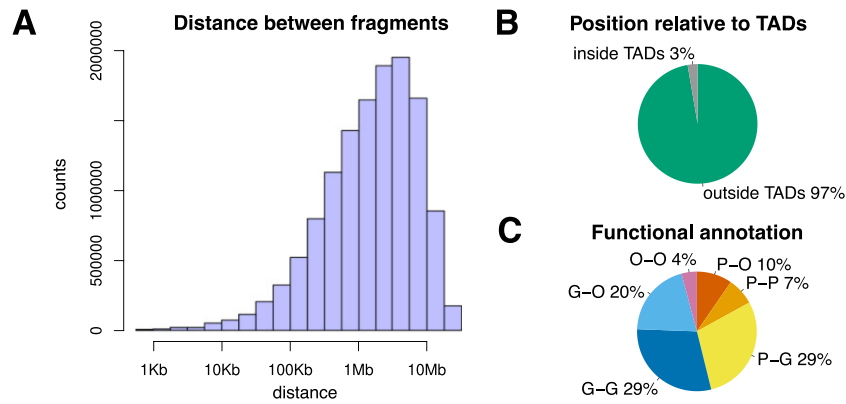 A
Distance between fragments
counts
0
500000
1000000
2000000
1Kb
10Kb
100Kb
1Mb
10Mb
distance
B
Position relative to TADs
inside TADs 3%
outside TADs 97%
C
Functional annotation
O−O 4%
P−O 10%
P−P 7%
G−O 20%
P−G 29%
G−G 29%